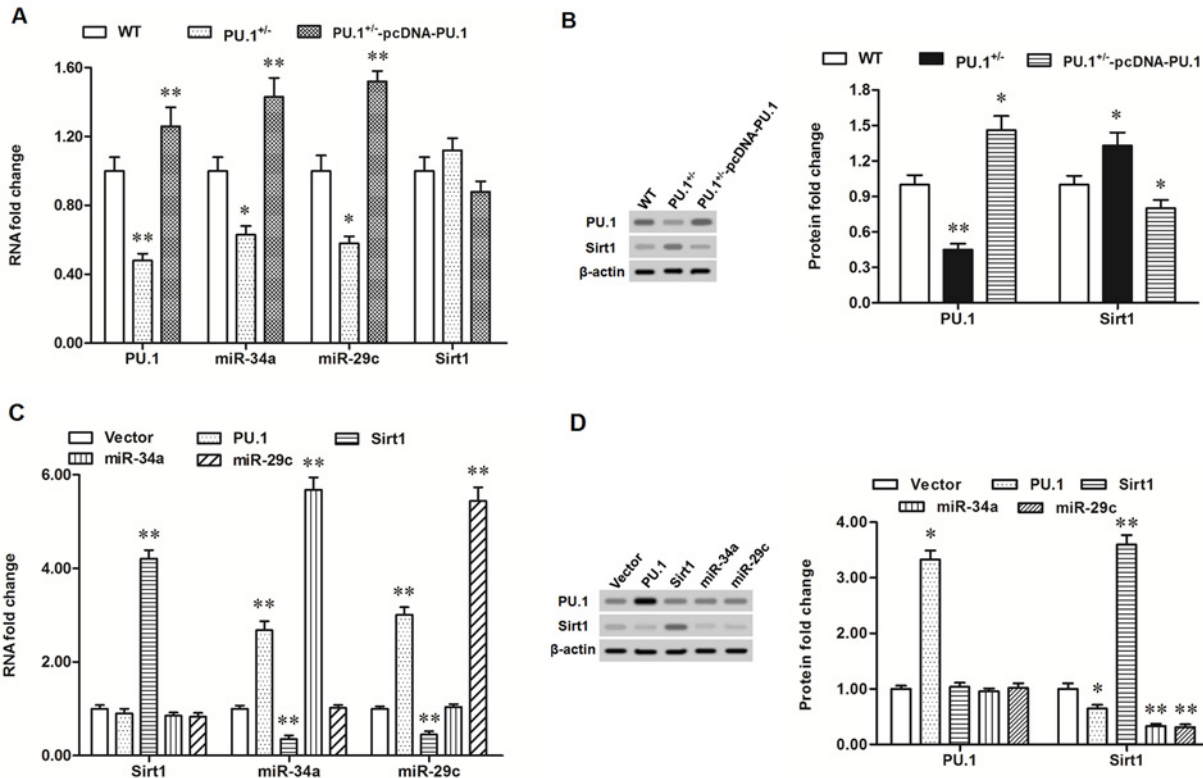 A
WT PU.1+/- PU.1+/--pcDNA-PU.1
RNA fold change
1.60
1.20
0.80
0.40
0.00
** ** * ** * **
PU.1 miR-34a miR-29c Sirt1
B
WT PU.1+/- PU.1+/--pcDNA-PU.1
PU.1
Sirt1
β-actin
WT PU.1+/- PU.1+/--pcDNA-PU.1
Protein fold change
1.8
1.5
1.2
0.9
0.6
0.3
0.0
** * * *
PU.1 Sirt1
C
Vector PU.1 Sirt1
miR-34a miR-29c
RNA fold change
6.00
4.00
2.00
0.00
** ** ** ** ** ** **
Sirt1 miR-34a miR-29c
D
Vector PU.1 Sirt1 miR-34a miR-29c
PU.1
Sirt1
β-actin
Vector PU.1 Sirt1
miR-34a miR-29c
Protein fold change
4.00
3.00
2.00
1.00
0.00
* * ** ** **
PU.1 Sirt1